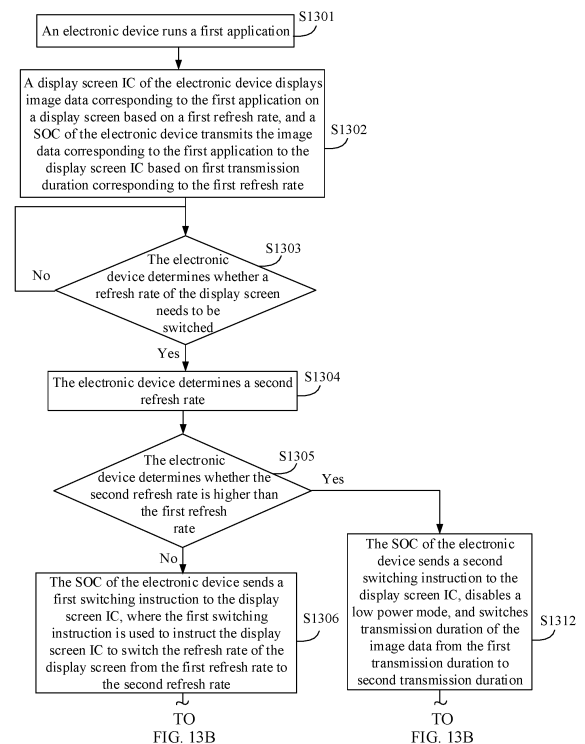 S1301
An electronic device runs a first application
A display screen IC of the electronic device displays
image data corresponding to the first application on
a display screen based on a first refresh rate, and a
SOC of the electronic device transmits the image
data corresponding to the first application to the
display screen IC based on first transmission
duration corresponding to the first refresh rate
S1302
S1303
The electronic
device determines whether a
refresh rate of the display screen
needs to be
switched
No
Yes
The electronic device determines a second
refresh rate
S1304
S1305
The electronic
device determines whether the
second refresh rate is higher than
the first refresh
rate
Yes
No
The SOC of the electronic device sends a
first switching instruction to the display
screen IC, where the first switching
instruction is used to instruct the display
screen IC to switch the refresh rate of the
display screen from the first refresh rate to
the second refresh rate
S1306
The SOC of the electronic
device sends a second
switching instruction to the
display screen IC, disables a
low power mode, and switches
transmission duration of the
image data from the first
transmission duration to
second transmission duration
S1312
TO
FIG. 13B
TO
FIG. 13B